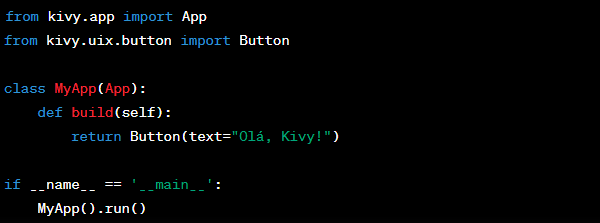 from kivy.app import App
from kivy.uix.button import Button

class MyApp(App):
    def build(self):
        return Button(text="Olá, Kivy!")

if __name__ == '__main__':
    MyApp().run()